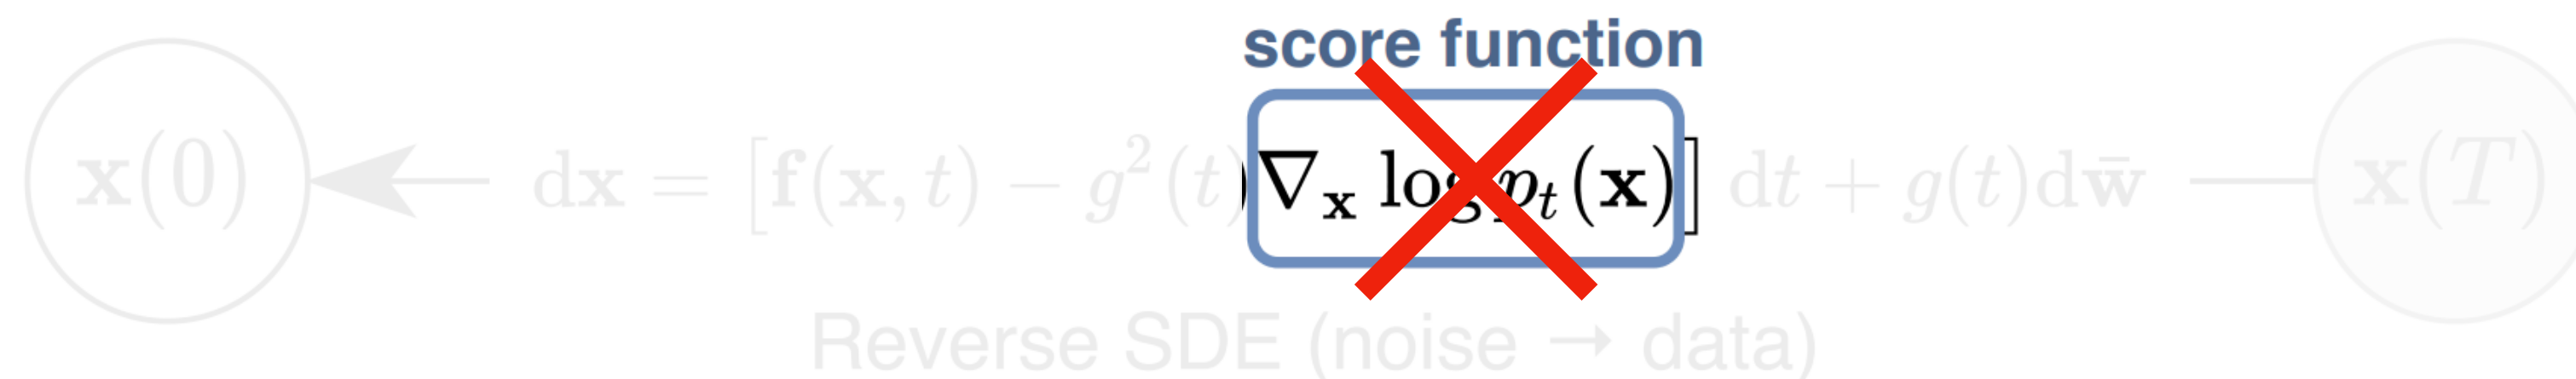 score function
x(0) dx = [f(x, t) − g²(t)∇ₓ log pₜ(x)] dt + g(t)dw̄ x(T)
Reverse SDE (noise → data)